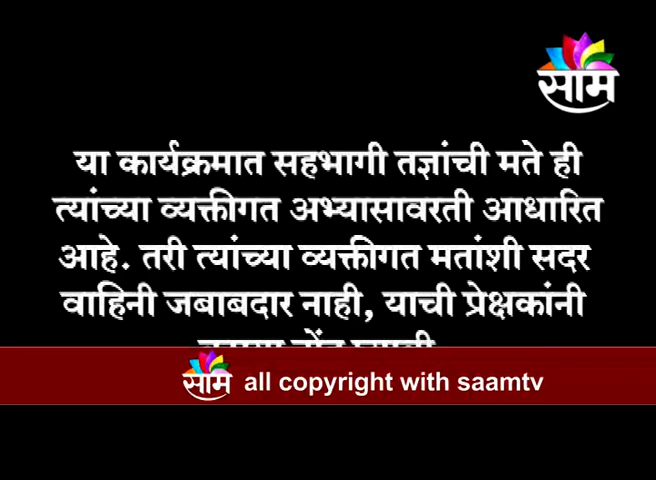 साम
या कार्यक्रमात सहभागी तज्ञांची मते ही
त्यांच्या व्यक्तीगत अभ्यासावरती आधारित
आहे. तरी त्यांच्या व्यक्तीगत मतांशी सदर
वाहिनी जबाबदार नाही, याची प्रेक्षकांनी
साम all copyright with saamtv